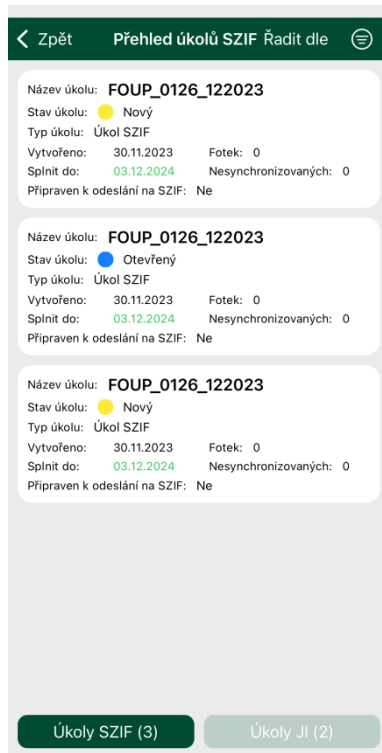 Zpět Přehled úkolů SZIF Řadit dle
Název úkolu: FOUP_0126_122023
Stav úkolu: Nový
Typ úkolu: Úkol SZIF
Vytvořeno: 30.11.2023 Fotek: 0
Splnit do: 03.12.2024 Nesynchronizovaných: 0
Připraven k odeslání na SZIF: Ne
Název úkolu: FOUP_0126_122023
Stav úkolu: Otevřený
Typ úkolu: Úkol SZIF
Vytvořeno: 30.11.2023 Fotek: 0
Splnit do: 03.12.2024 Nesynchronizovaných: 0
Připraven k odeslání na SZIF: Ne
Název úkolu: FOUP_0126_122023
Stav úkolu: Nový
Typ úkolu: Úkol SZIF
Vytvořeno: 30.11.2023 Fotek: 0
Splnit do: 03.12.2024 Nesynchronizovaných: 0
Připraven k odeslání na SZIF: Ne
Úkoly SZIF (3) Úkoly JI (2)